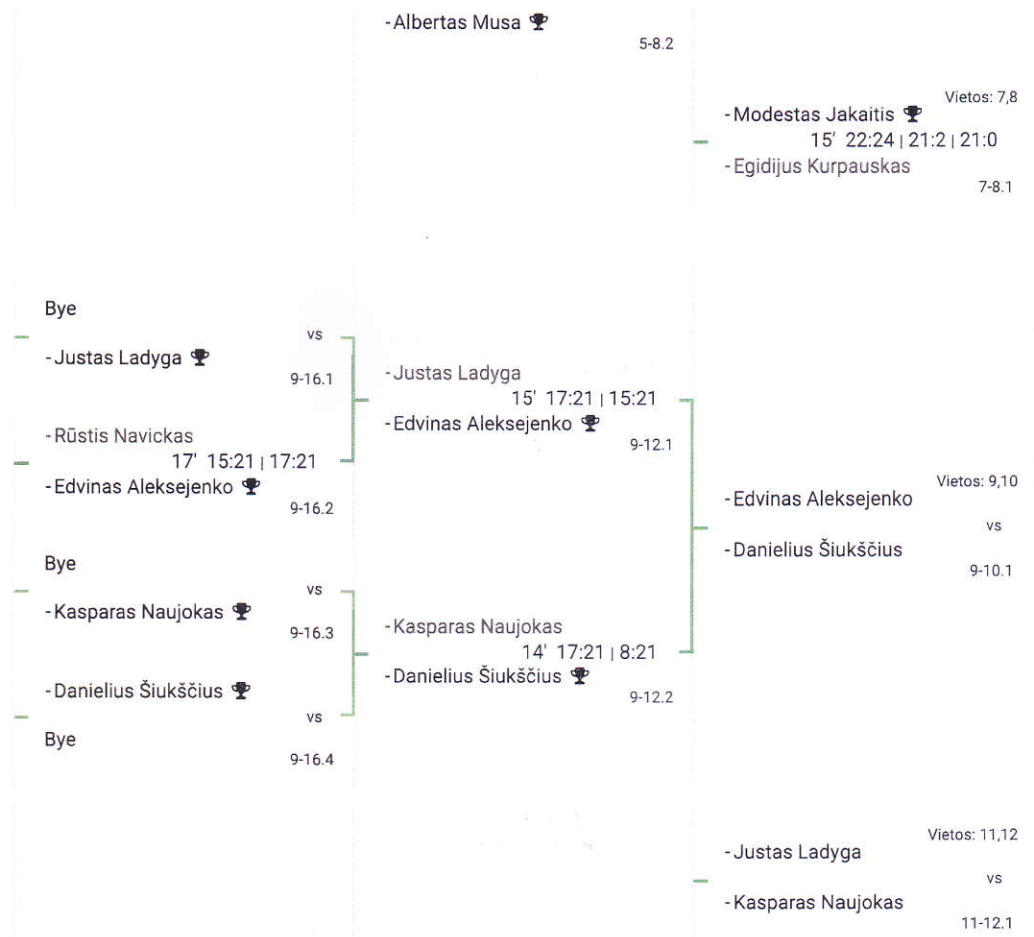 -Albertas Musa
5-8.2
Vietos: 7,8
-Modestas Jakaitis
15' 22:24 | 21:2 | 21:0
-Egidijus Kurpauskas
7-8.1
Bye
vs
-Justas Ladyga
9-16.1
-Rūstis Navickas
17' 15:21 | 17:21
-Edvinas Aleksejenko
9-16.2
Bye
vs
-Kasparas Naujokas
9-16.3
-Danielius Šiukščius
vs
Bye
9-16.4
-Justas Ladyga
15' 17:21 | 15:21
-Edvinas Aleksejenko
9-12.1
-Kasparas Naujokas
14' 17:21 | 8:21
-Danielius Šiukščius
9-12.2
Vietos: 9,10
-Edvinas Aleksejenko
vs
-Danielius Šiukščius
9-10.1
Vietos: 11,12
-Justas Ladyga
vs
-Kasparas Naujokas
11-12.1